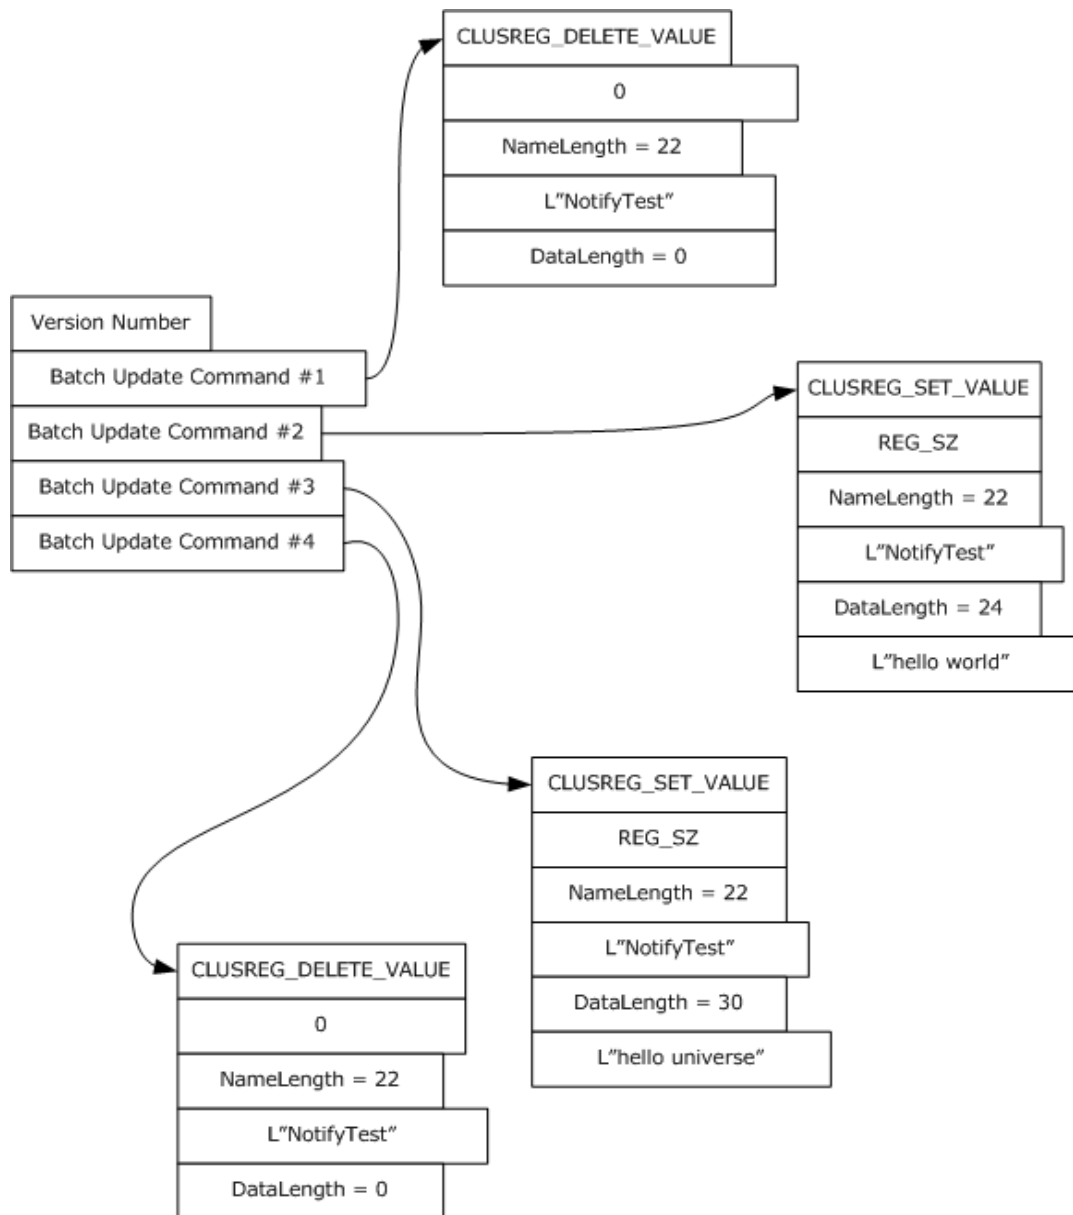 CLUSREG_DELETE_VALUE
0
NameLength = 22
L”NotifyTest”
DataLength = 0
Version Number
Batch Update Command #1
Batch Update Command #2
Batch Update Command #3
Batch Update Command #4
CLUSREG_SET_VALUE
REG_SZ
NameLength = 22
L”NotifyTest”
DataLength = 24
L”hello world”
CLUSREG_SET_VALUE
REG_SZ
NameLength = 22
L”NotifyTest”
DataLength = 30
L”hello universe”
CLUSREG_DELETE_VALUE
0
NameLength = 22
L”NotifyTest”
DataLength = 0